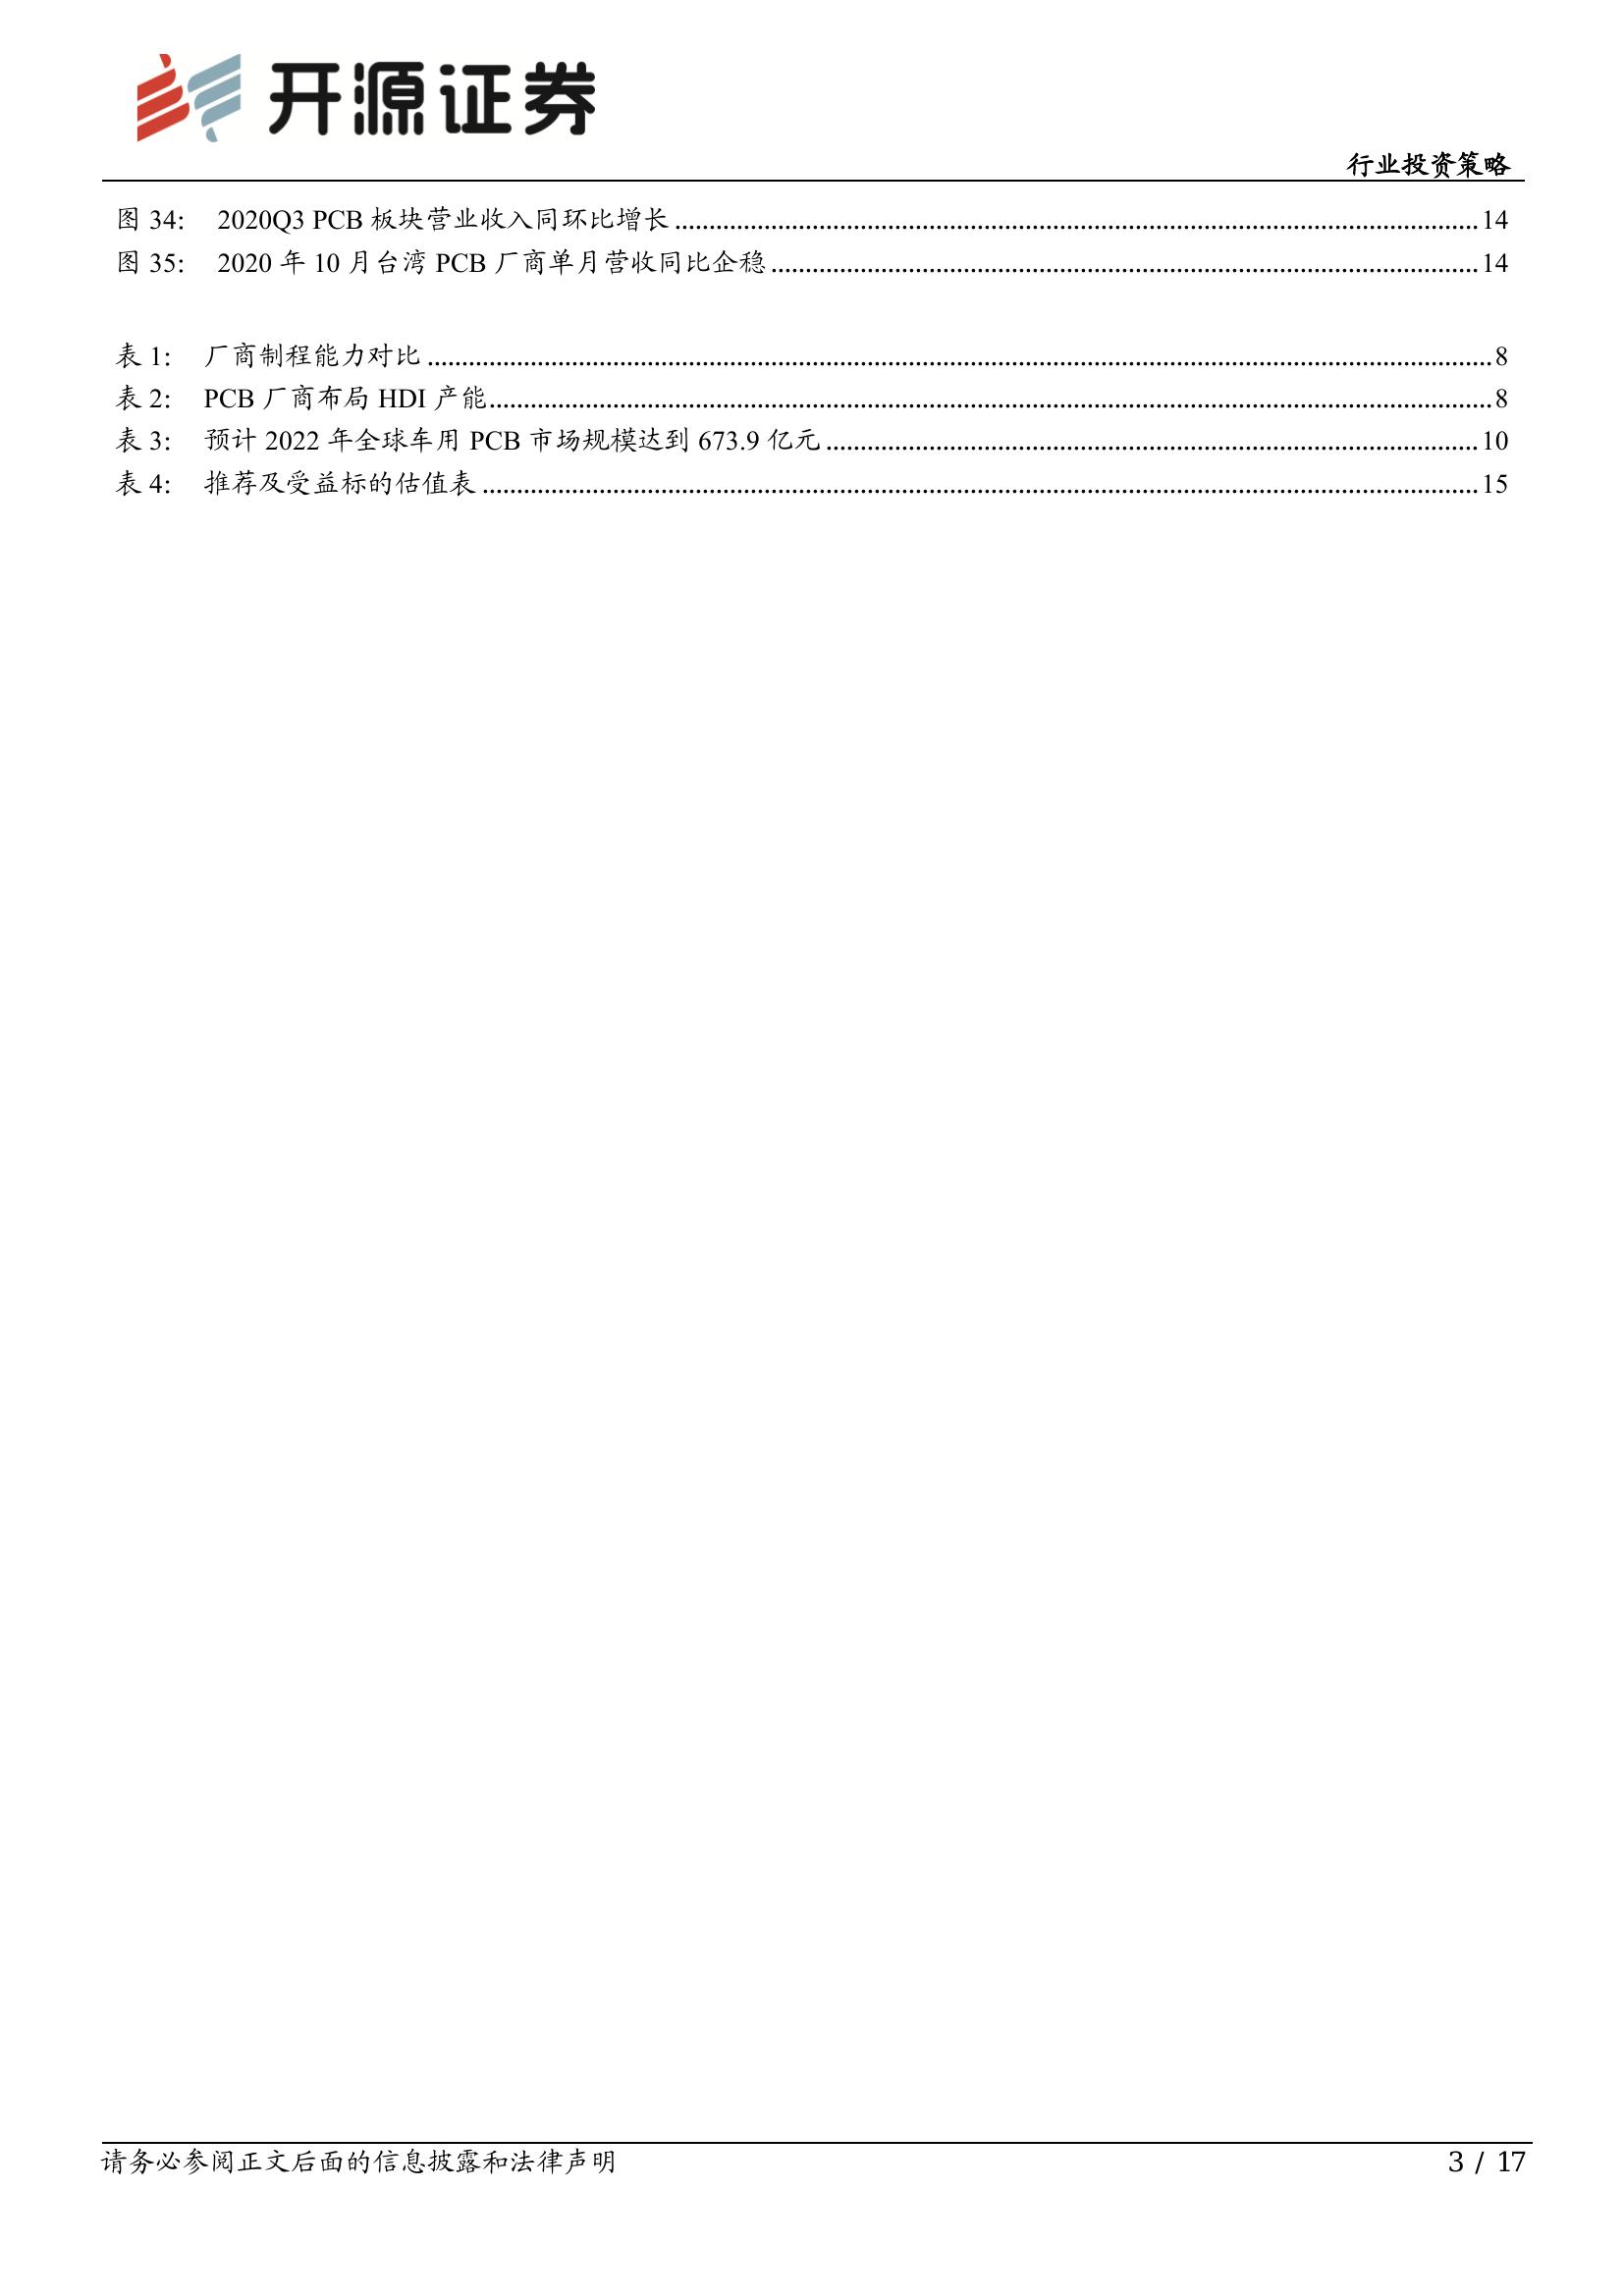 开源证券
行业投资策略
图 34: 2020Q3 PCB 板块营业收入同环比增长 14
图 35: 2020 年 10 月台湾 PCB 厂商单月营收同比企稳 14
表 1: 厂商制程能力对比 8
表 2: PCB 厂商布局 HDI 产能 8
表 3: 预计 2022 年全球车用 PCB 市场规模达到 673.9 亿元 10
表 4: 推荐及受益标的估值表 15
请务必参阅正文后面的信息披露和法律声明 3 / 17